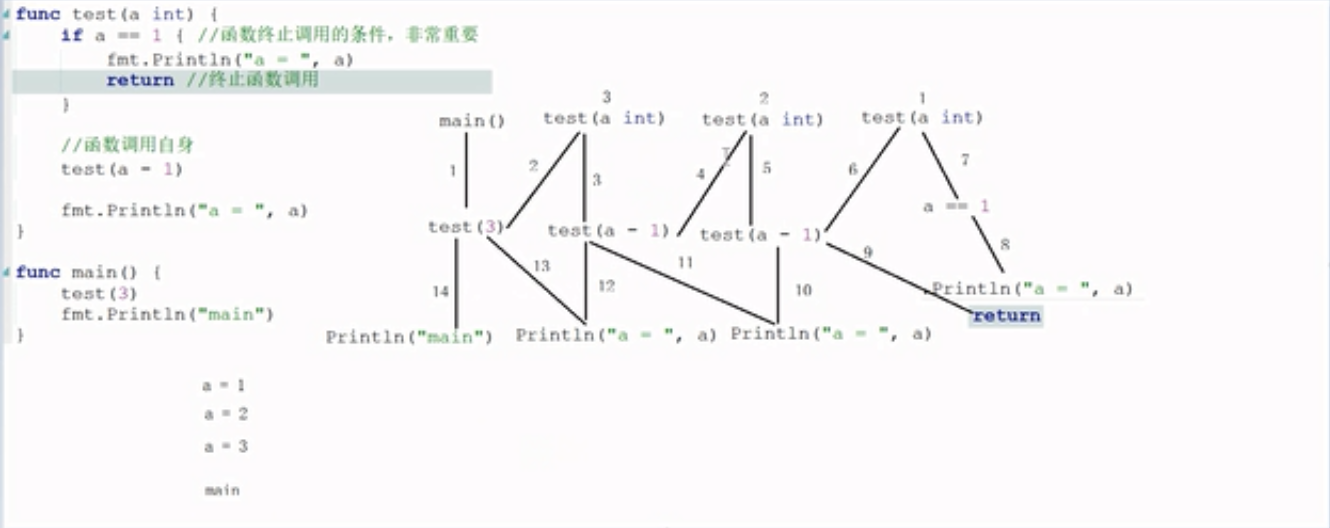 func test(a int) {
if a == 1 { //函数终止调用的条件，非常重要
fmt.Println("a = ", a)
return //终止函数调用
}
//函数调用自身
test(a - 1)
fmt.Println("a = ", a)
}
func main() {
test(3)
fmt.Println("main")
}
3 2 1
main() test(a int) test(a int) test(a int)
1 2 3 4 5 6 7
a == 1
test(3) test(a - 1) test(a - 1)
8
9
13 11
14 12 10
Println("a = ", a)
return
Println("main") Println("a = ", a) Println("a = ", a)
a = 1
a = 2
a = 3
main